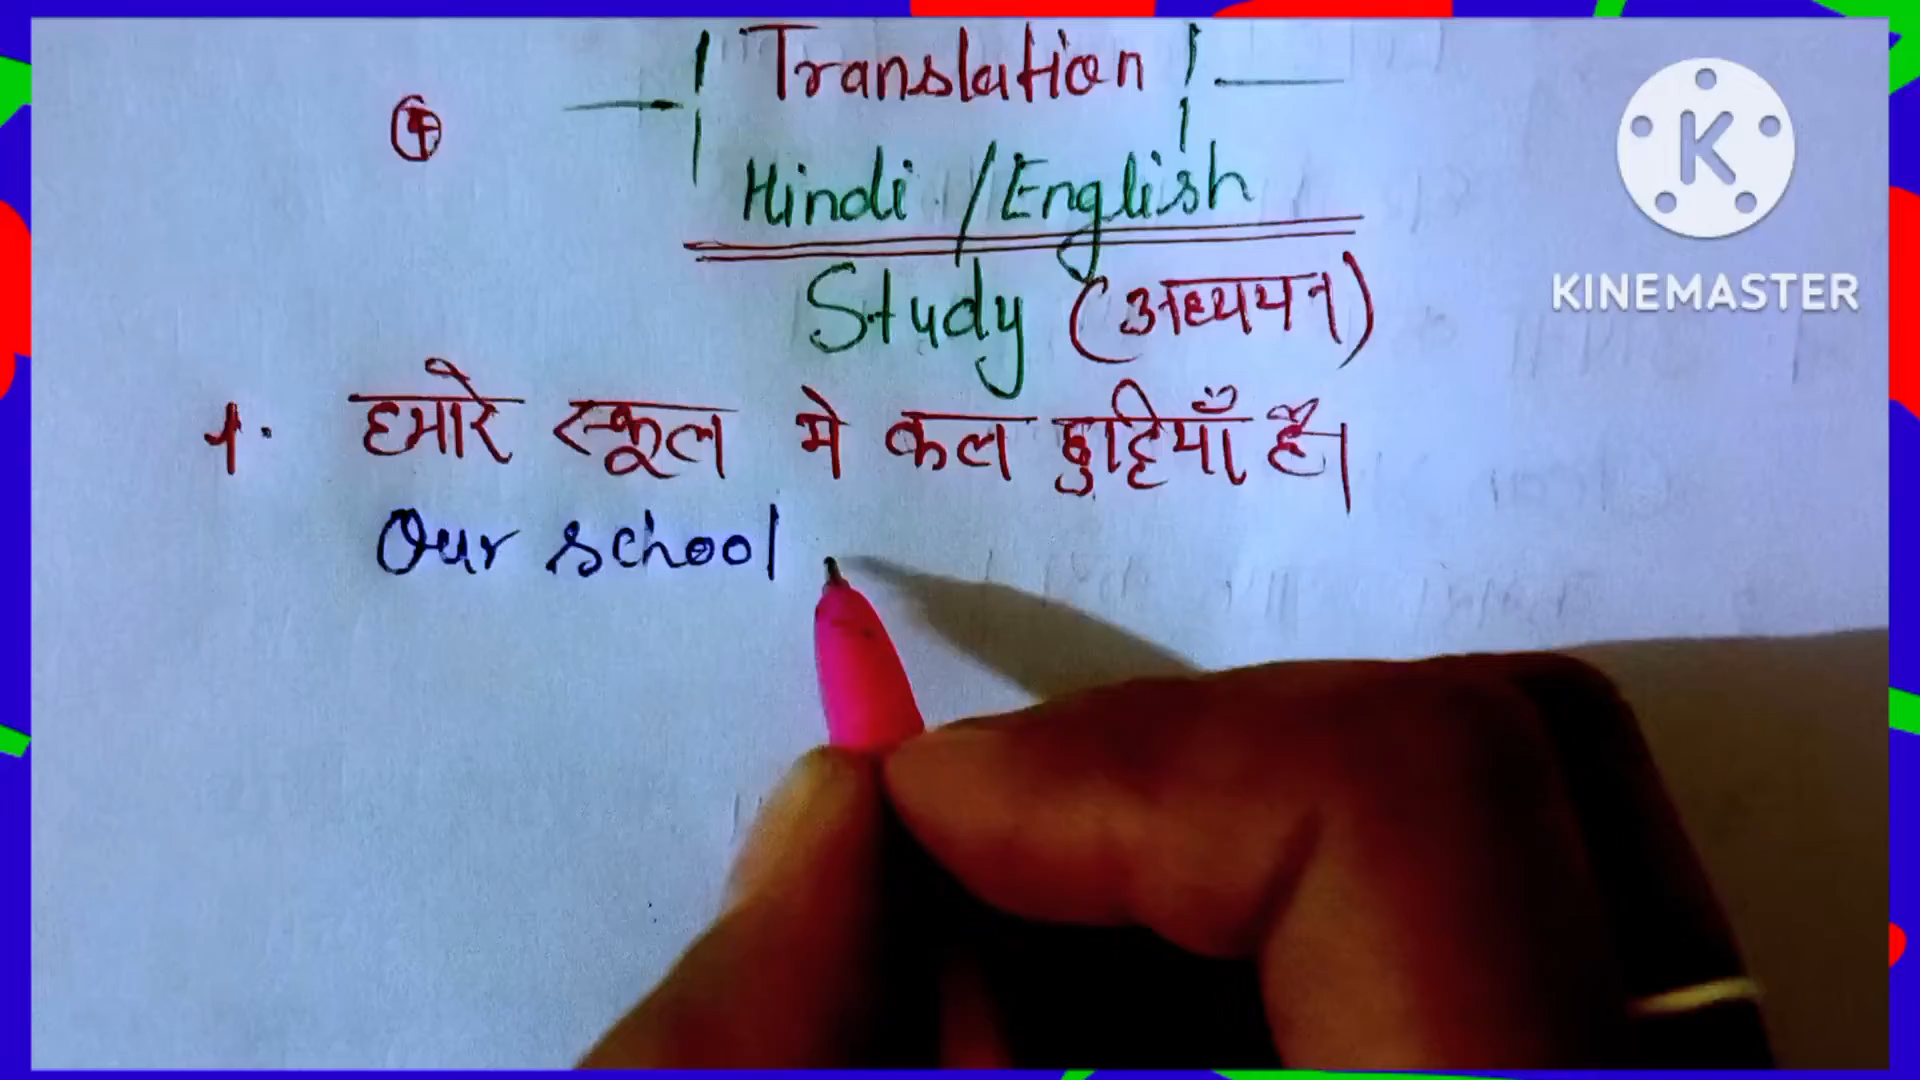 Translation
Hindi / English
Study (अध्ययन)
1. हमारे स्कूल मे कल छुट्टियाँ है।
Our school
K
KINEMASTER